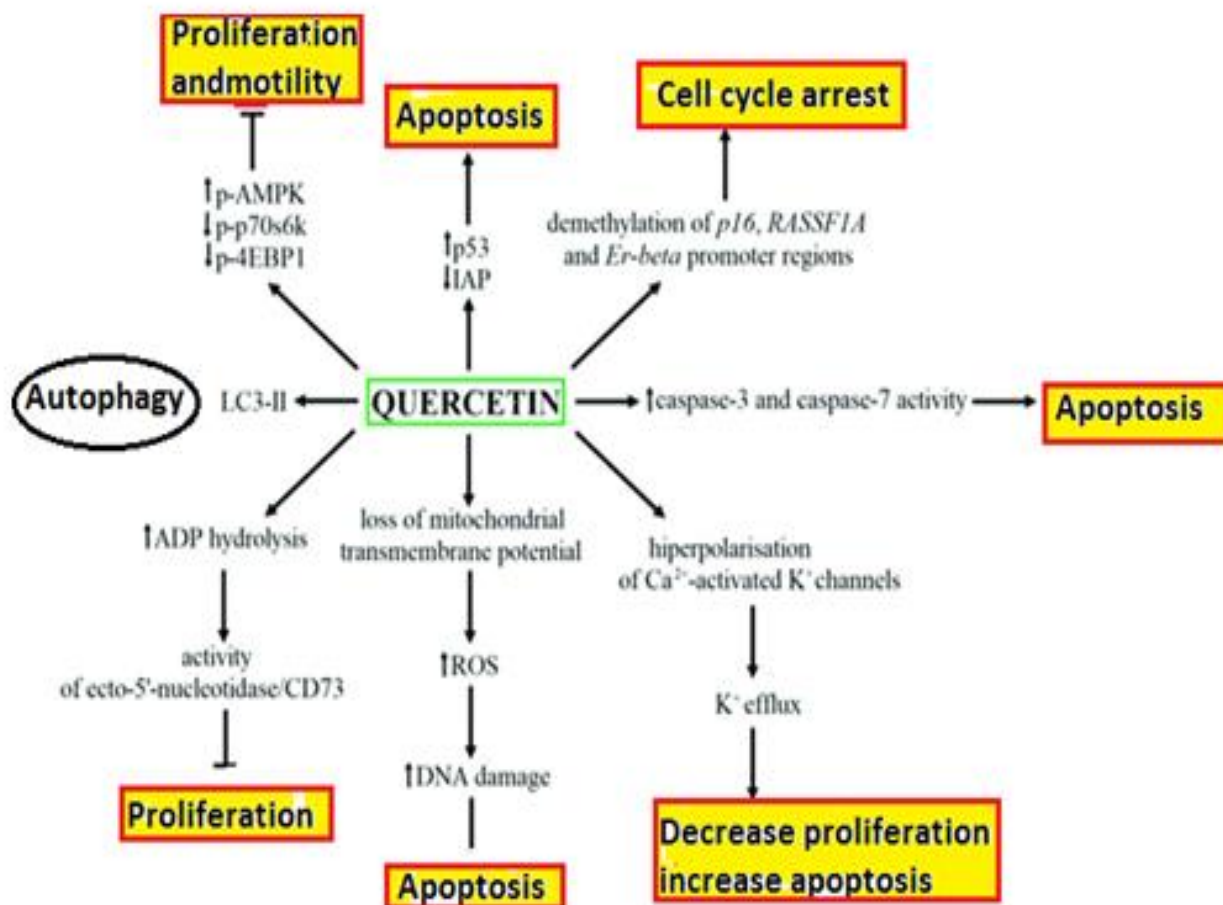 Proliferation
andmotility
Apoptosis
Cell cycle arrest
↑p-AMPK
↓p-p70s6k
↓p-4EBP1
↑p53
↓IAP
demethylation of p16, RASSF1A
and Er-beta promoter regions
Autophagy
LC3-II
QUERCETIN
↑caspase-3 and caspase-7 activity
Apoptosis
↑ADP hydrolysis
loss of mitochondrial
transmembrane potential
hiperpolarisation
of Ca²⁺-activated K⁺channels
activity
of ecto-5'-nucleotidase/CD73
↑ROS
K⁺ efflux
↑DNA damage
Proliferation
Apoptosis
Decrease proliferation
increase apoptosis